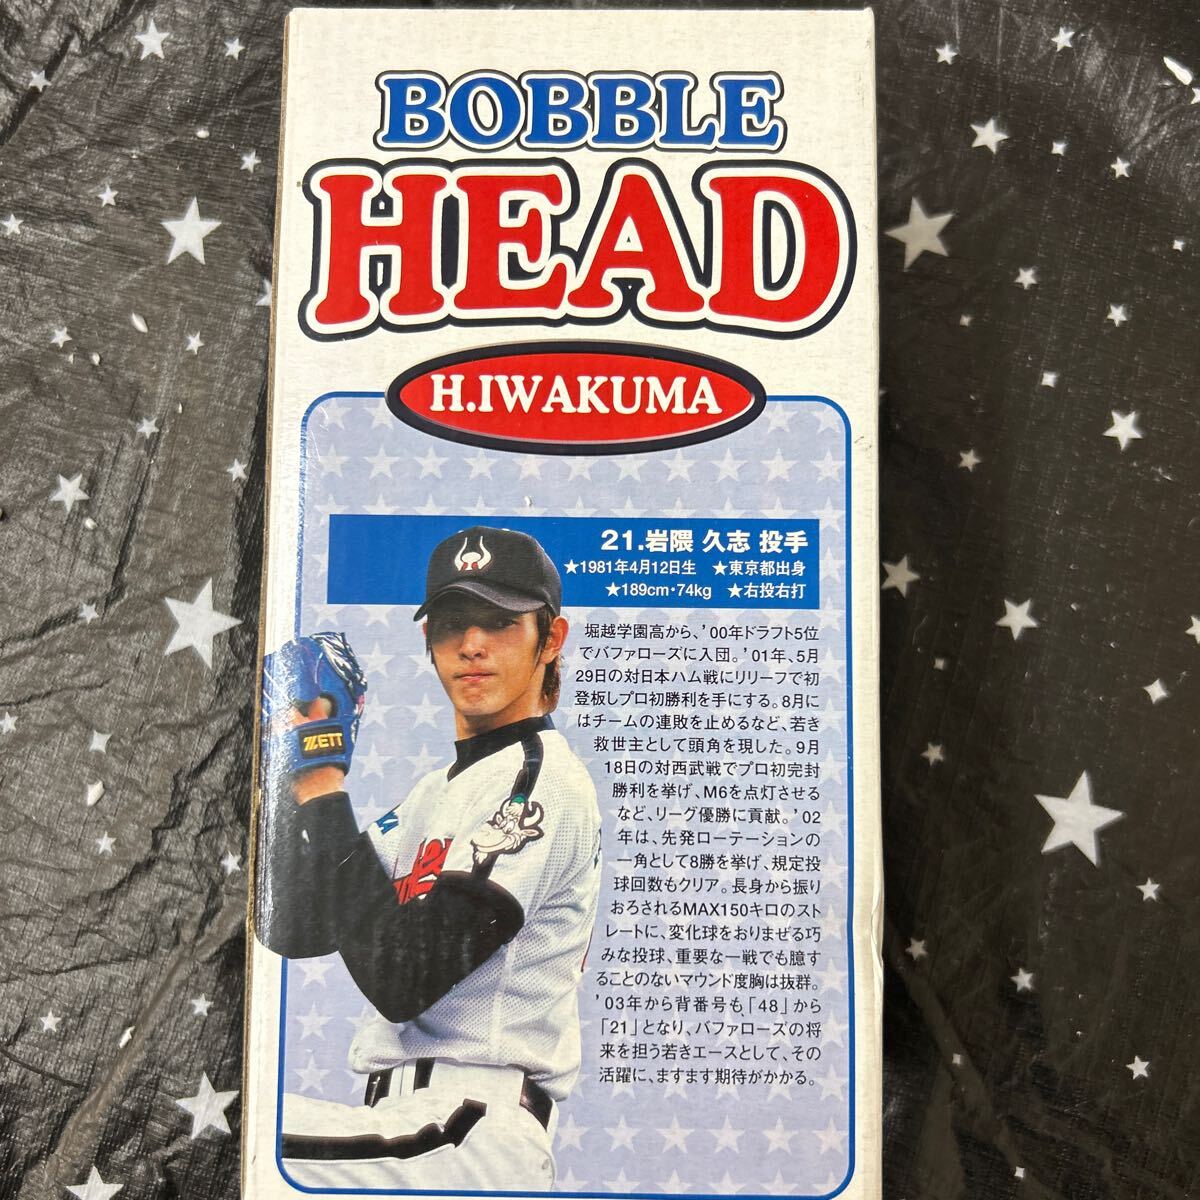 BOBBLE
HEAD
H.IWAKUMA
21.岩隈 久志 投手
★1981年4月12日生 ★東京都出身
★189cm・74kg ★右投右打
堀越学園高から、'00年ドラフト5位
でバファローズに入団。'01年、5月
29日の対日本ハム戦にリリーフで初
登板しプロ初勝利を手にする。8月に
はチームの連敗を止めるなど、若き
救世主として頭角を現した。9月
18日の対西武戦でプロ初完封
勝利を挙げ、M6を点灯させる
など、リーグ優勝に貢献。'02
年は、先発ローテーションの
一角として8勝を挙げ、規定投
球回数もクリア。長身から振り
おろされるMAX150キロのスト
レートに、変化球をおりまぜる巧
みな投球、重要な一戦でも臆す
ることのないマウンド度胸は抜群。
'03年から背番号も「48」から
「21」となり、バファローズの将
来を担う若きエースとして、その
活躍に、ますます期待がかかる。
ZETT